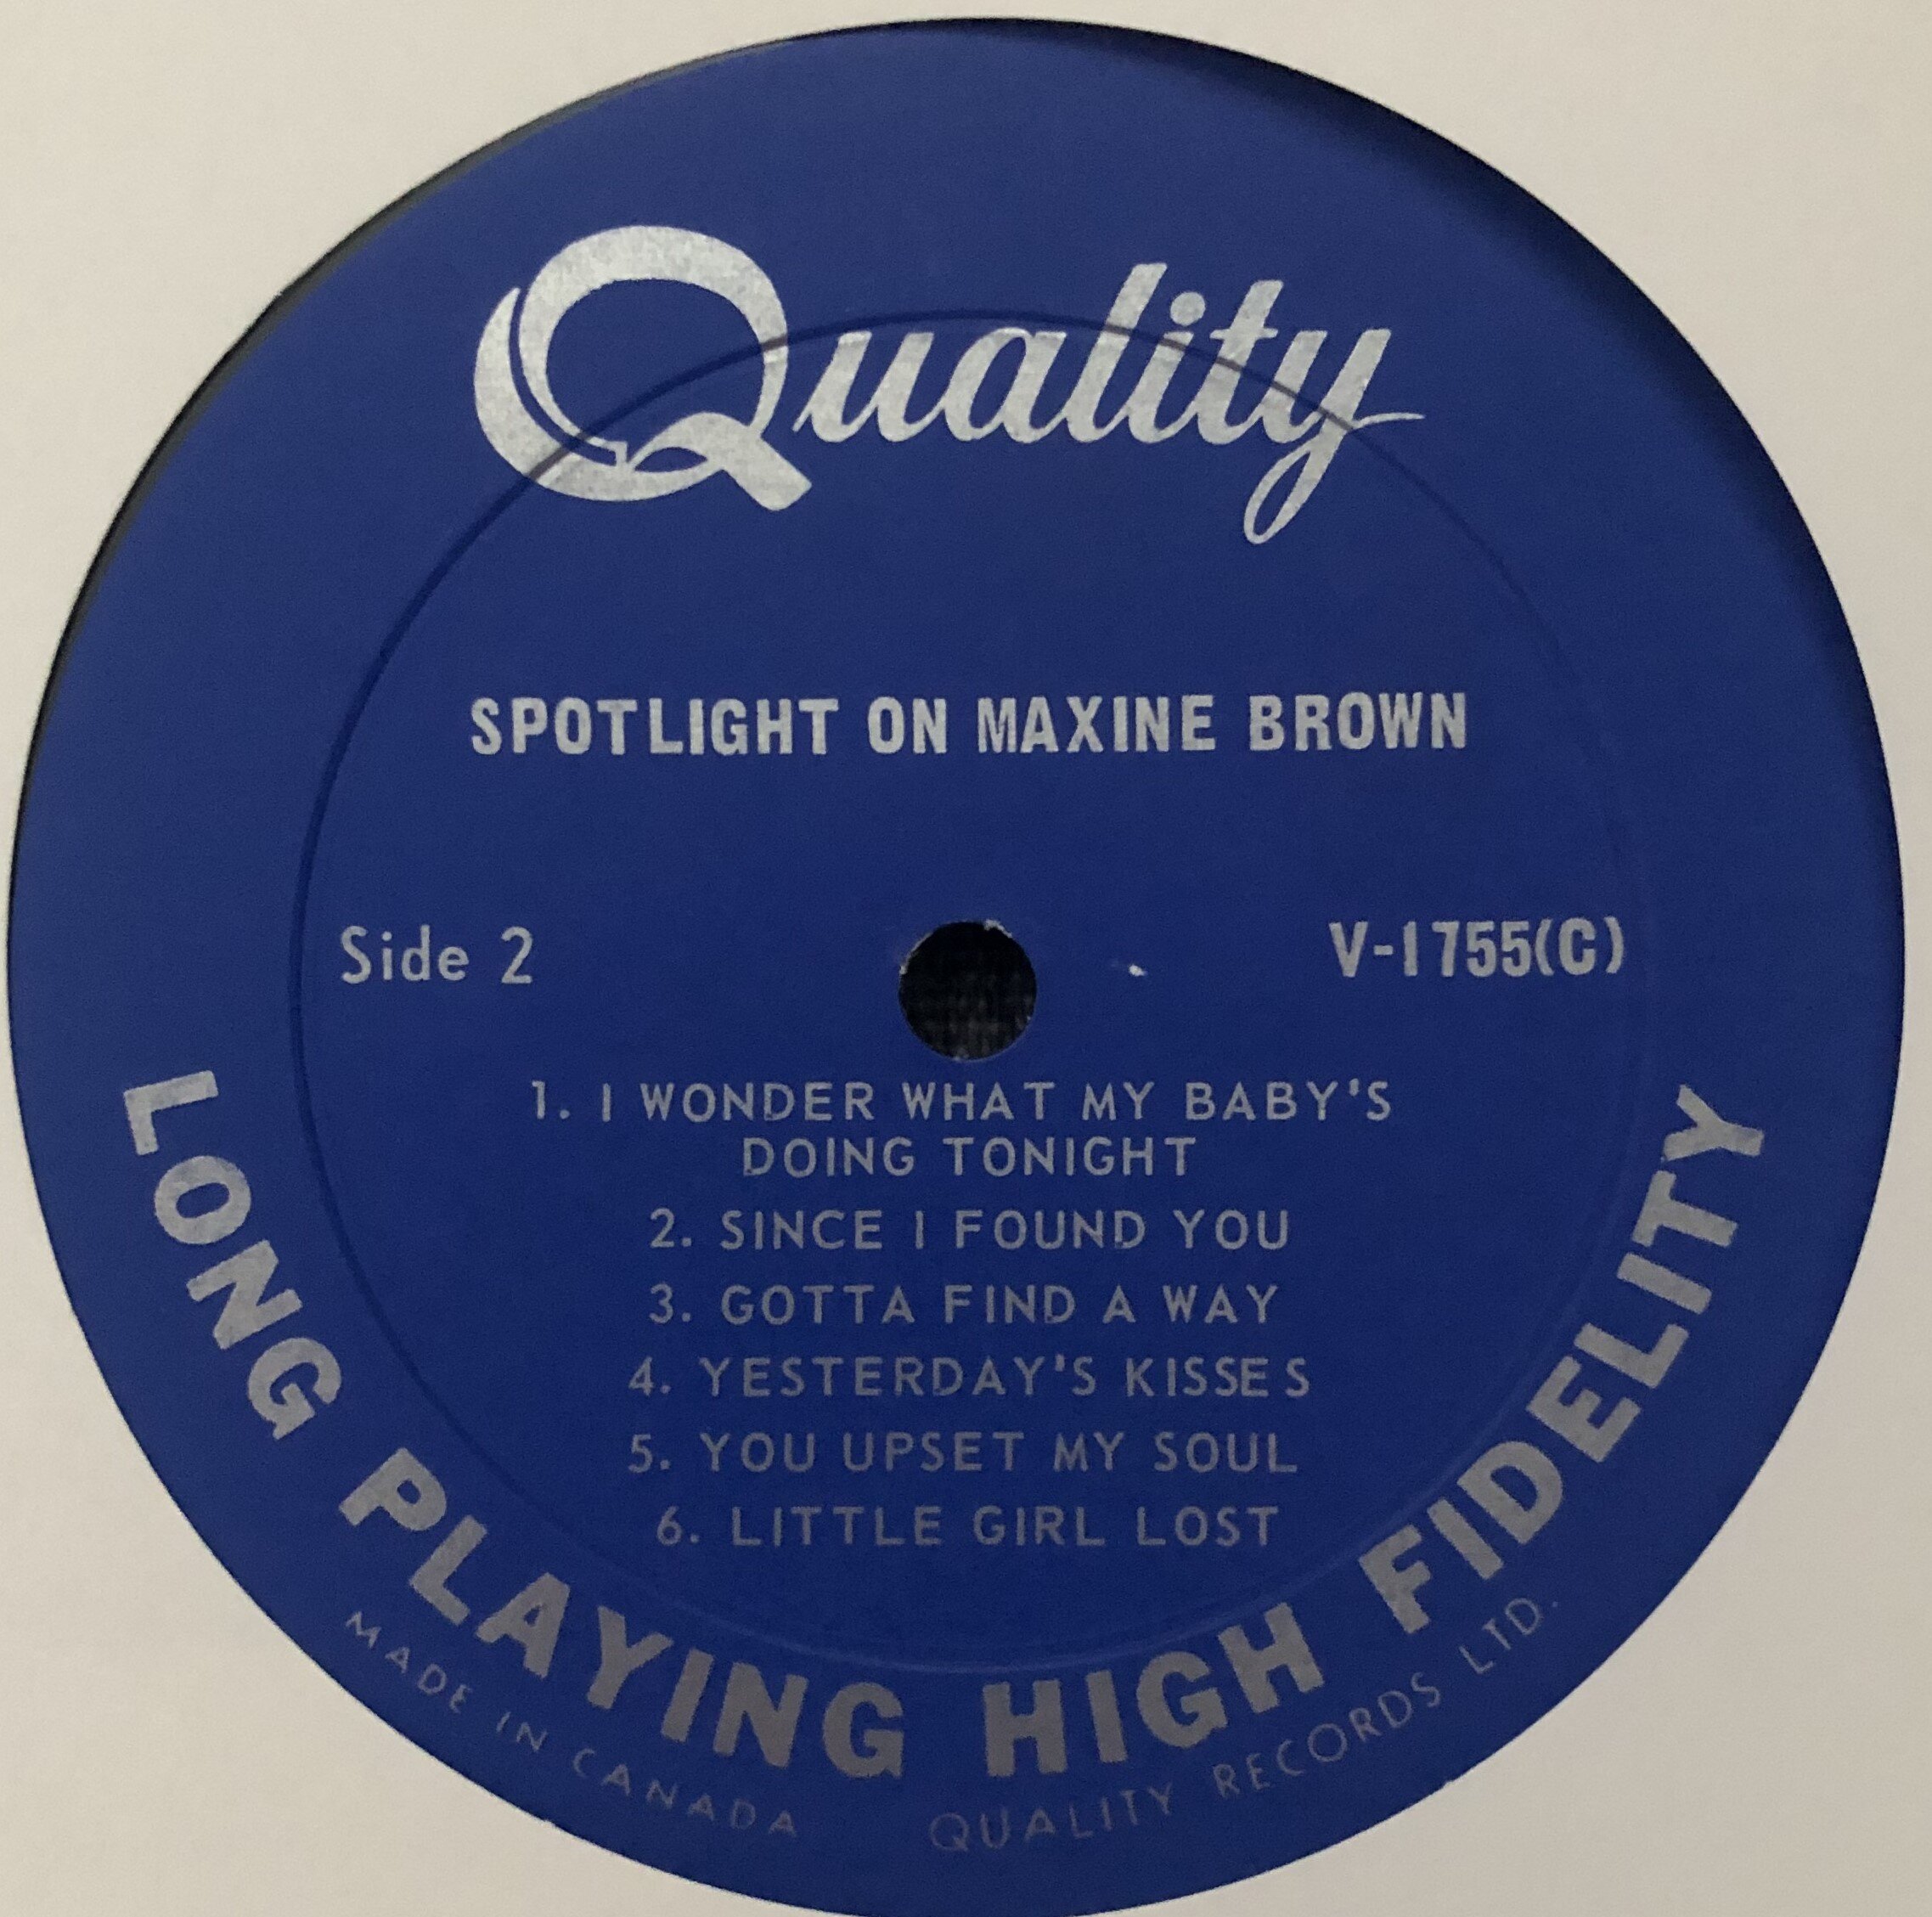 Quality
SPOTLIGHT ON MAXINE BROWN
Side 2
V-1755(C)
1. I WONDER WHAT MY BABY'S
DOING TONIGHT
2. SINCE I FOUND YOU
3. GOTTA FIND A WAY
4. YESTERDAY'S KISSES
5. YOU UPSET MY SOUL
6. LITTLE GIRL LOST
LONG PLAYING HIGH FIDELITY
MADE IN CANADA QUALITY RECORDS LTD.